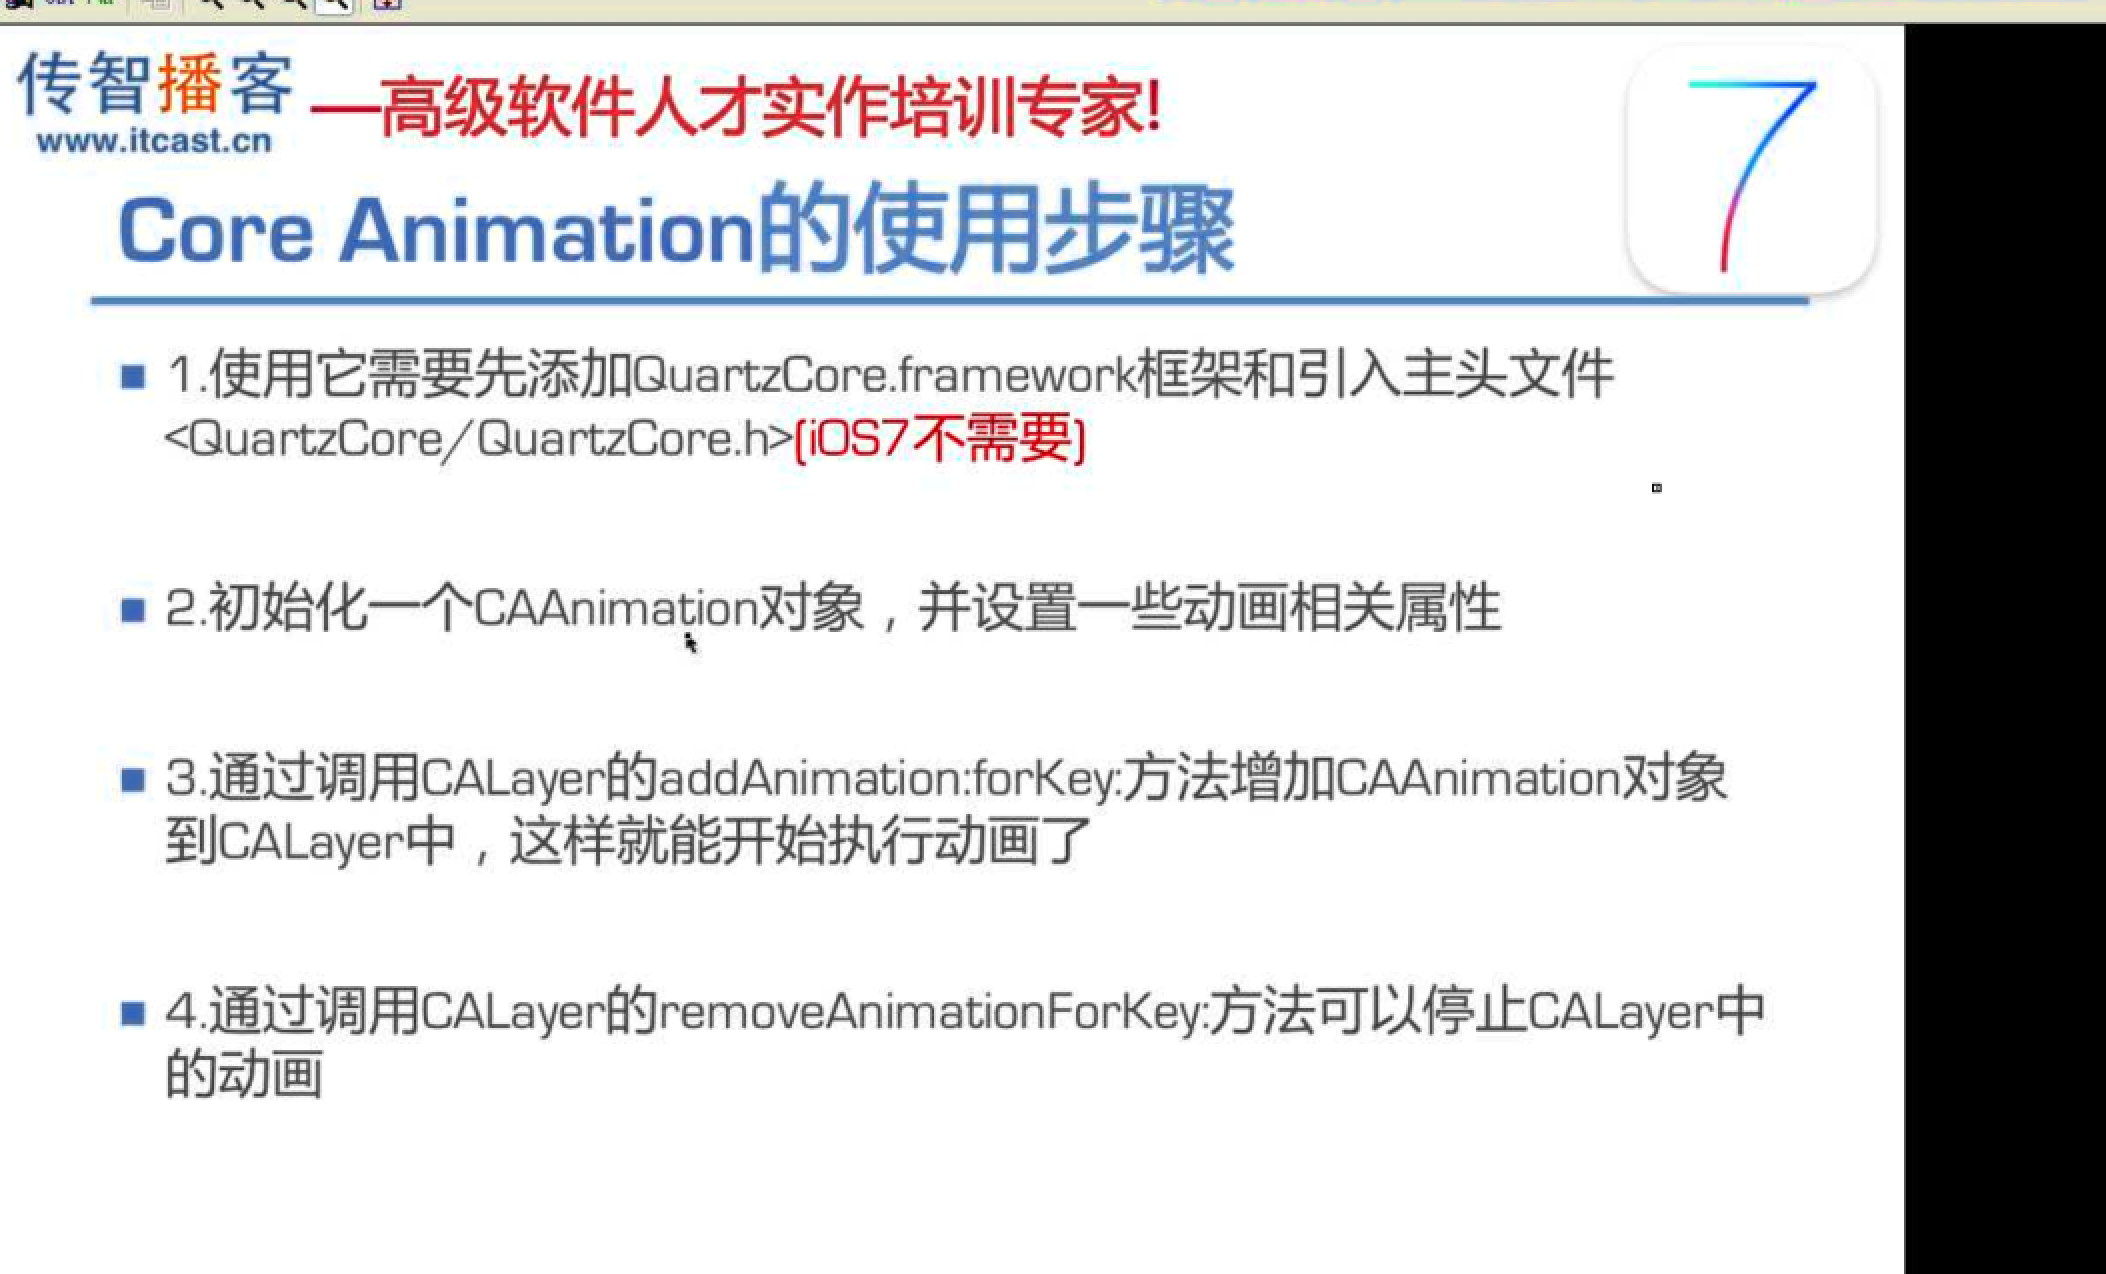 传智播客
www.itcast.cn
—高级软件人才实作培训专家!
7
Core Animation的使用步骤
1.使用它需要先添加QuartzCore.framework框架和引入主头文件
<QuartzCore/QuartzCore.h>(iOS7不需要)
2.初始化一个CAAnimation对象，并设置一些动画相关属性
3.通过调用CALayer的addAnimation:forKey:方法增加CAAnimation对象
到CALayer中，这样就能开始执行动画了
4.通过调用CALayer的removeAnimationForKey:方法可以停止CALayer中
的动画